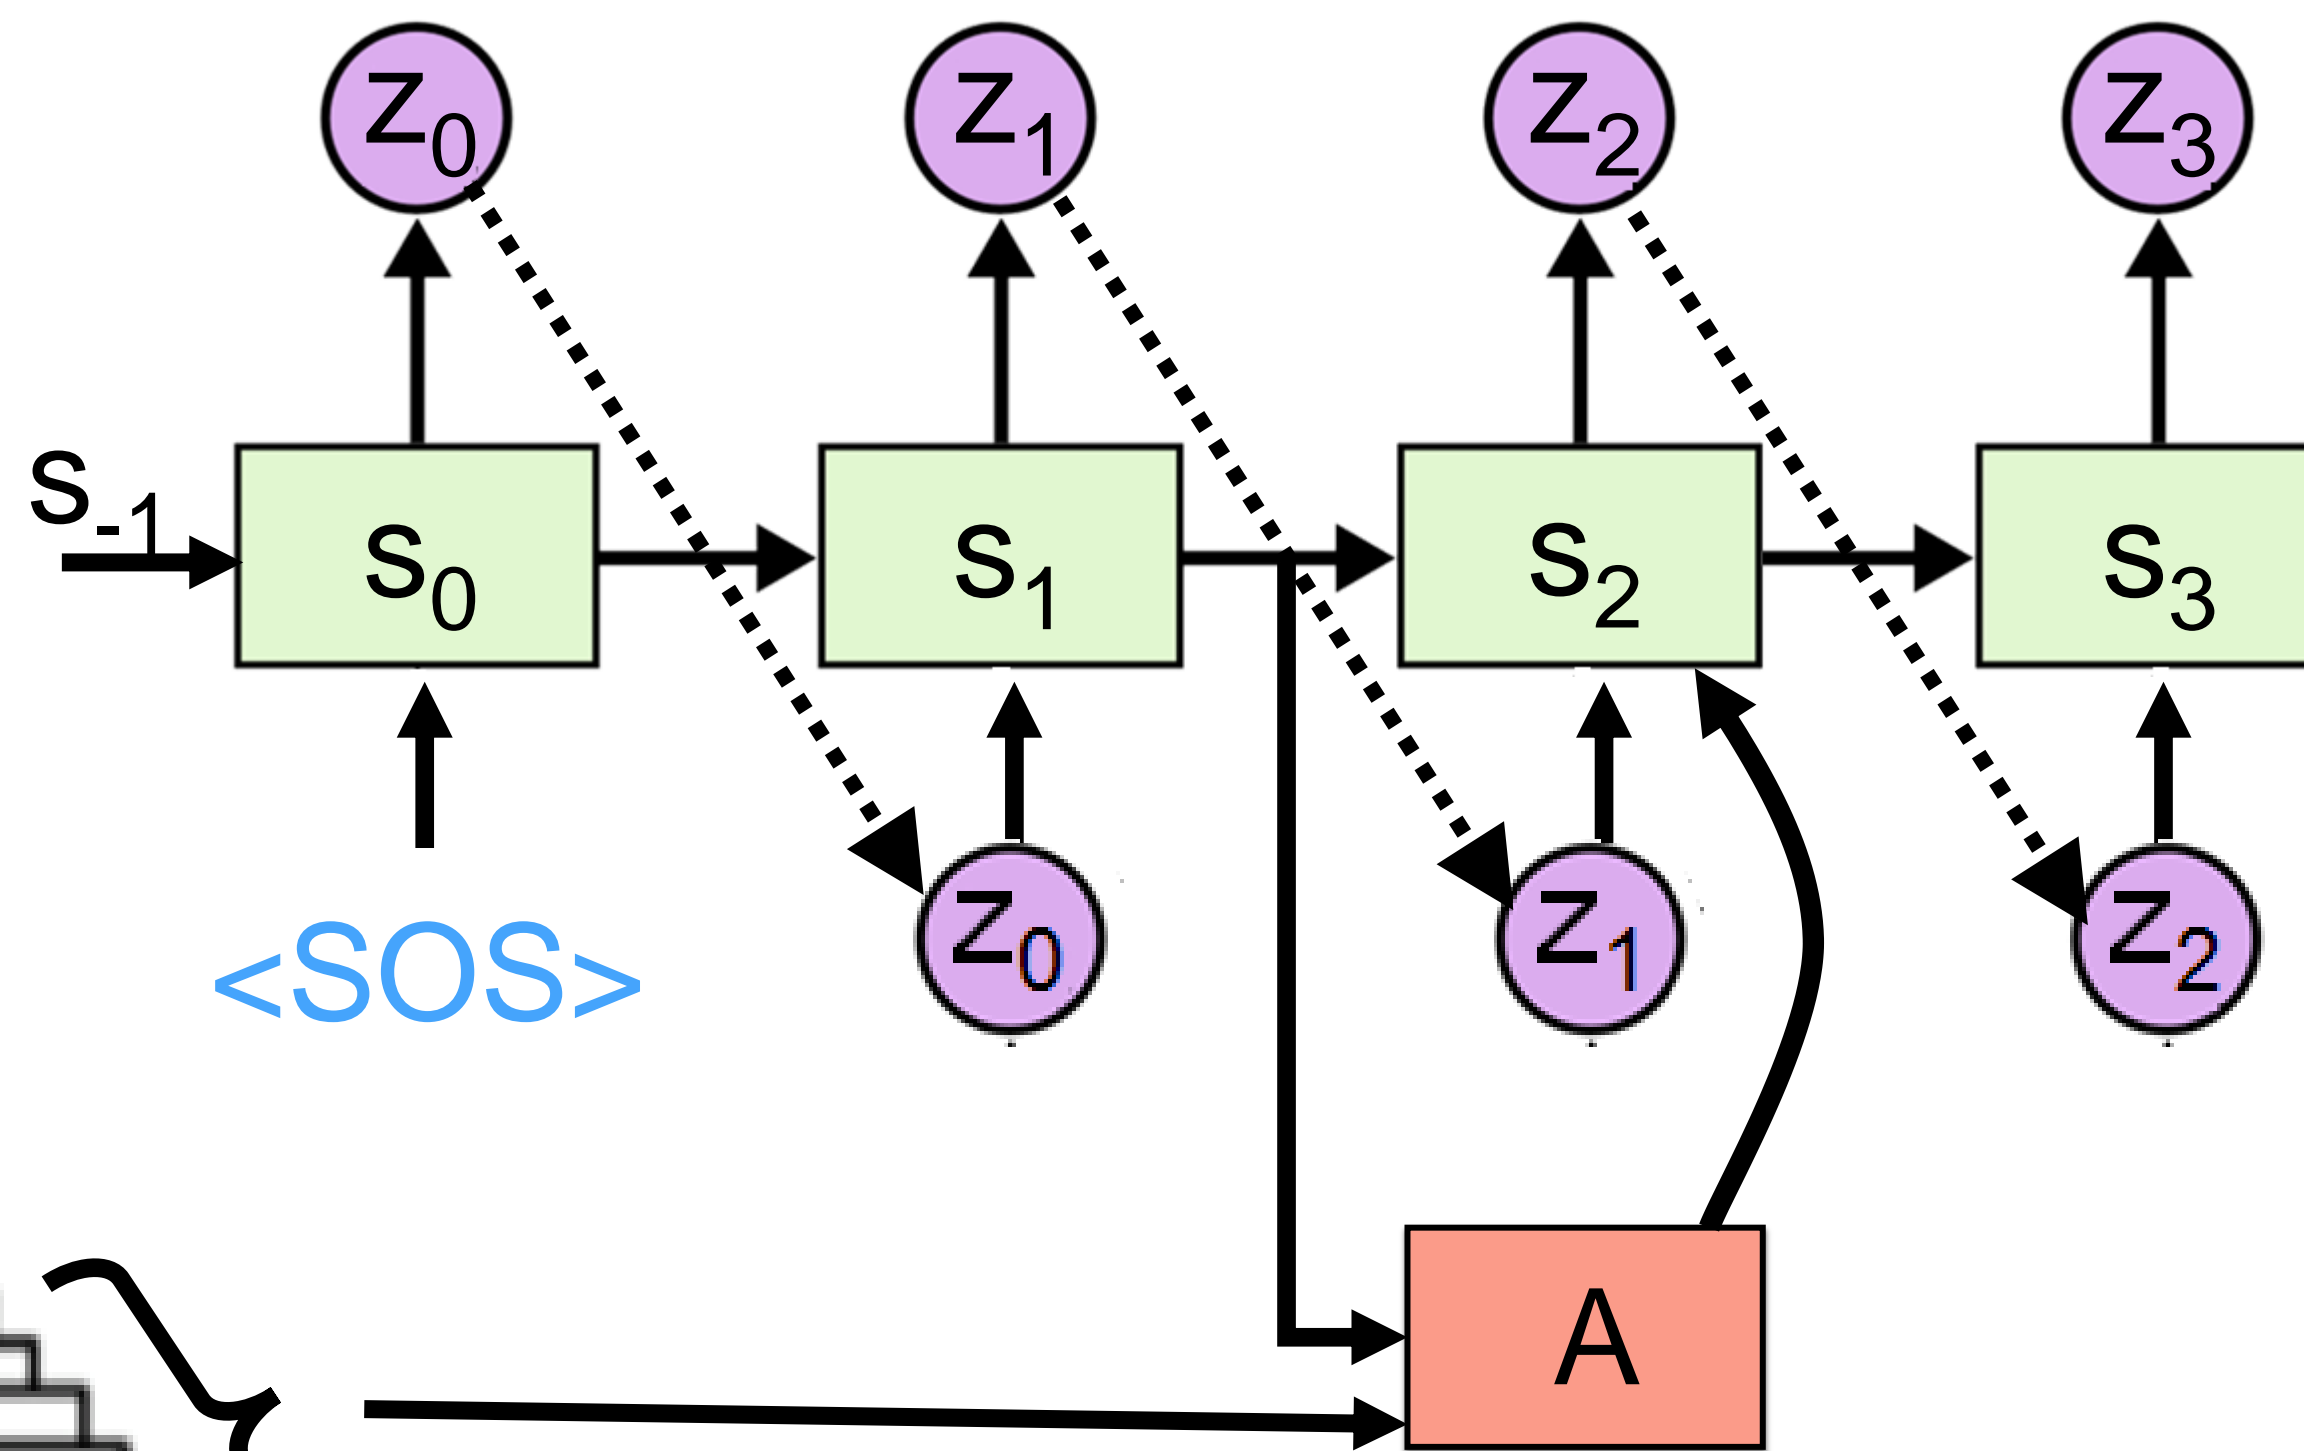 z₀ z₁ z₂ z₃
s₋₁ s₀ s₁ s₂ s₃
<SOS> z₀ z₁ z₂
A